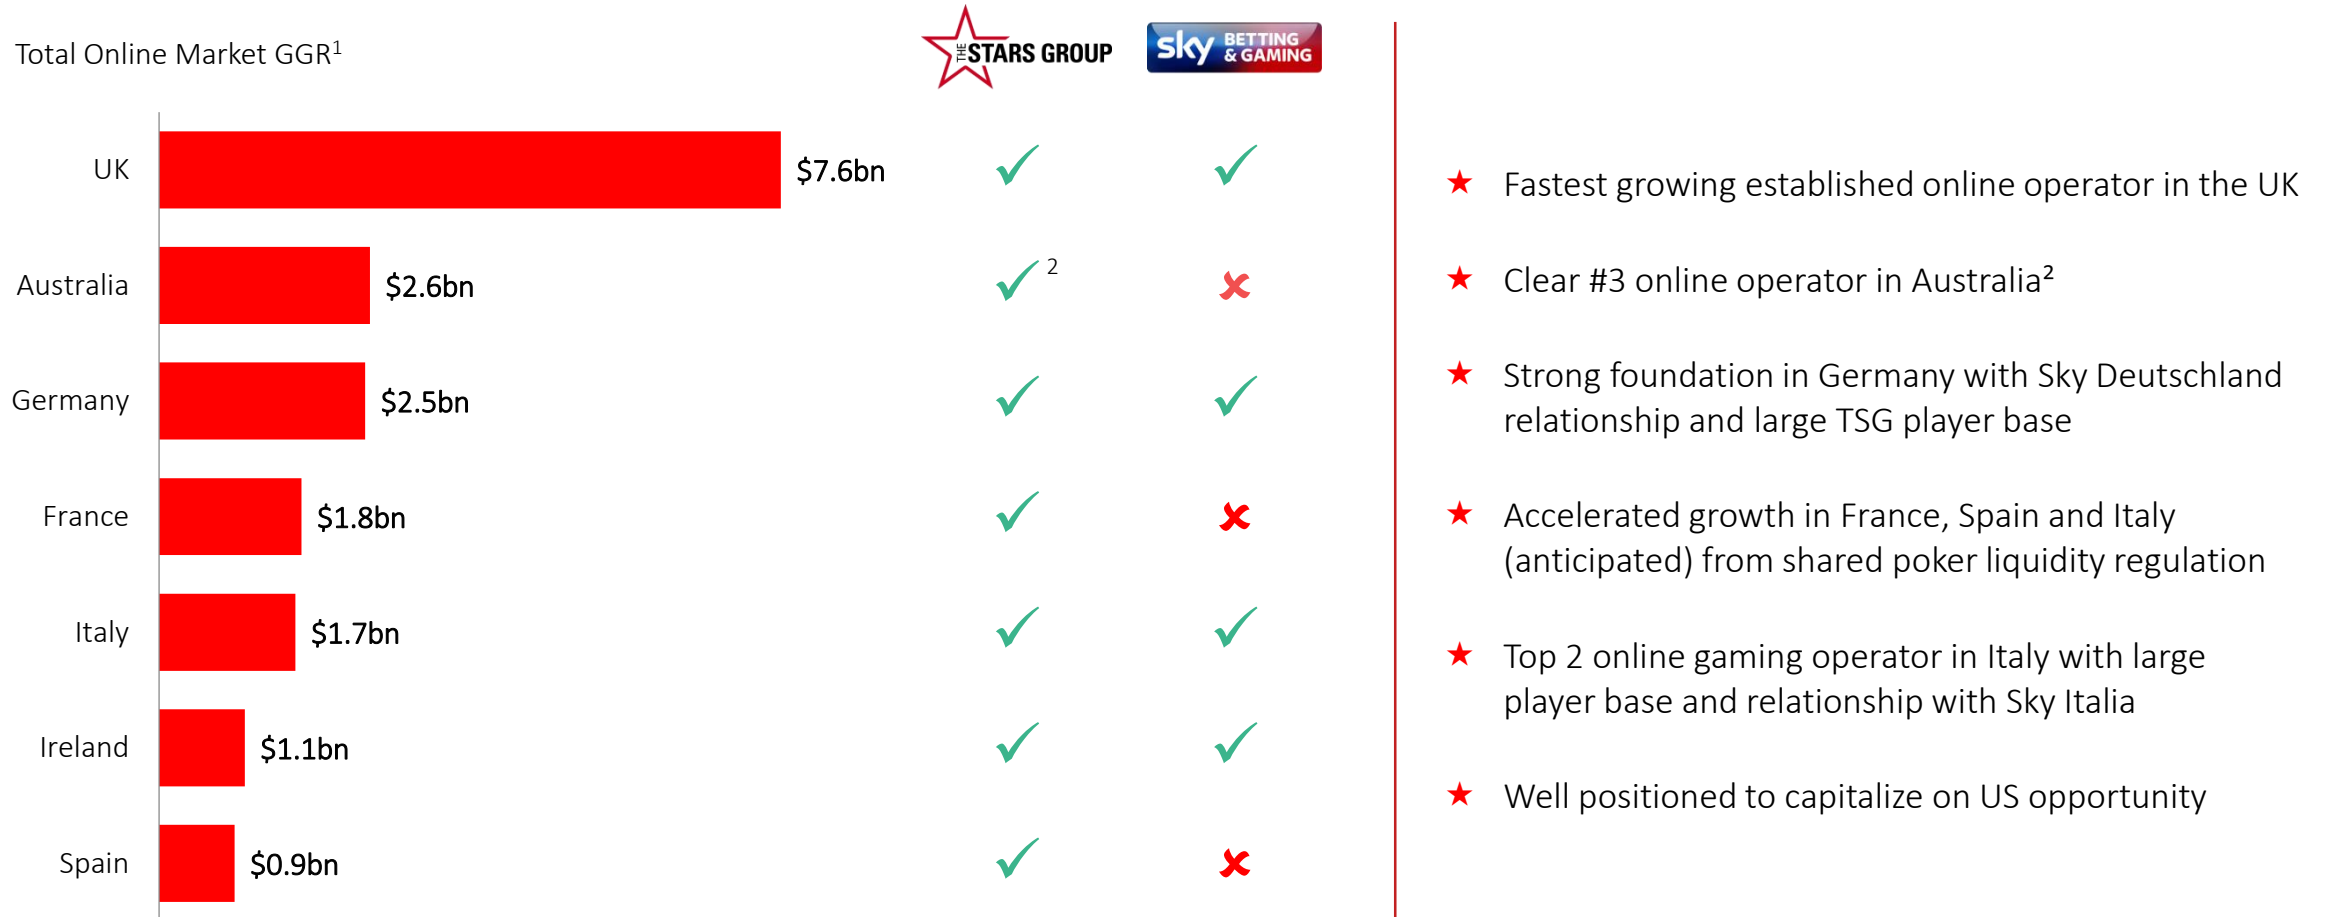 Total Online Market GGR¹
THE STARS GROUP
sky BETTING & GAMING
UK
$7.6bn
Australia
$2.6bn
2
Germany
$2.5bn
France
$1.8bn
Italy
$1.7bn
Ireland
$1.1bn
Spain
$0.9bn
Fastest growing established online operator in the UK
Clear #3 online operator in Australia²
Strong foundation in Germany with Sky Deutschland
relationship and large TSG player base
Accelerated growth in France, Spain and Italy
(anticipated) from shared poker liquidity regulation
Top 2 online gaming operator in Italy with large
player base and relationship with Sky Italia
Well positioned to capitalize on US opportunity